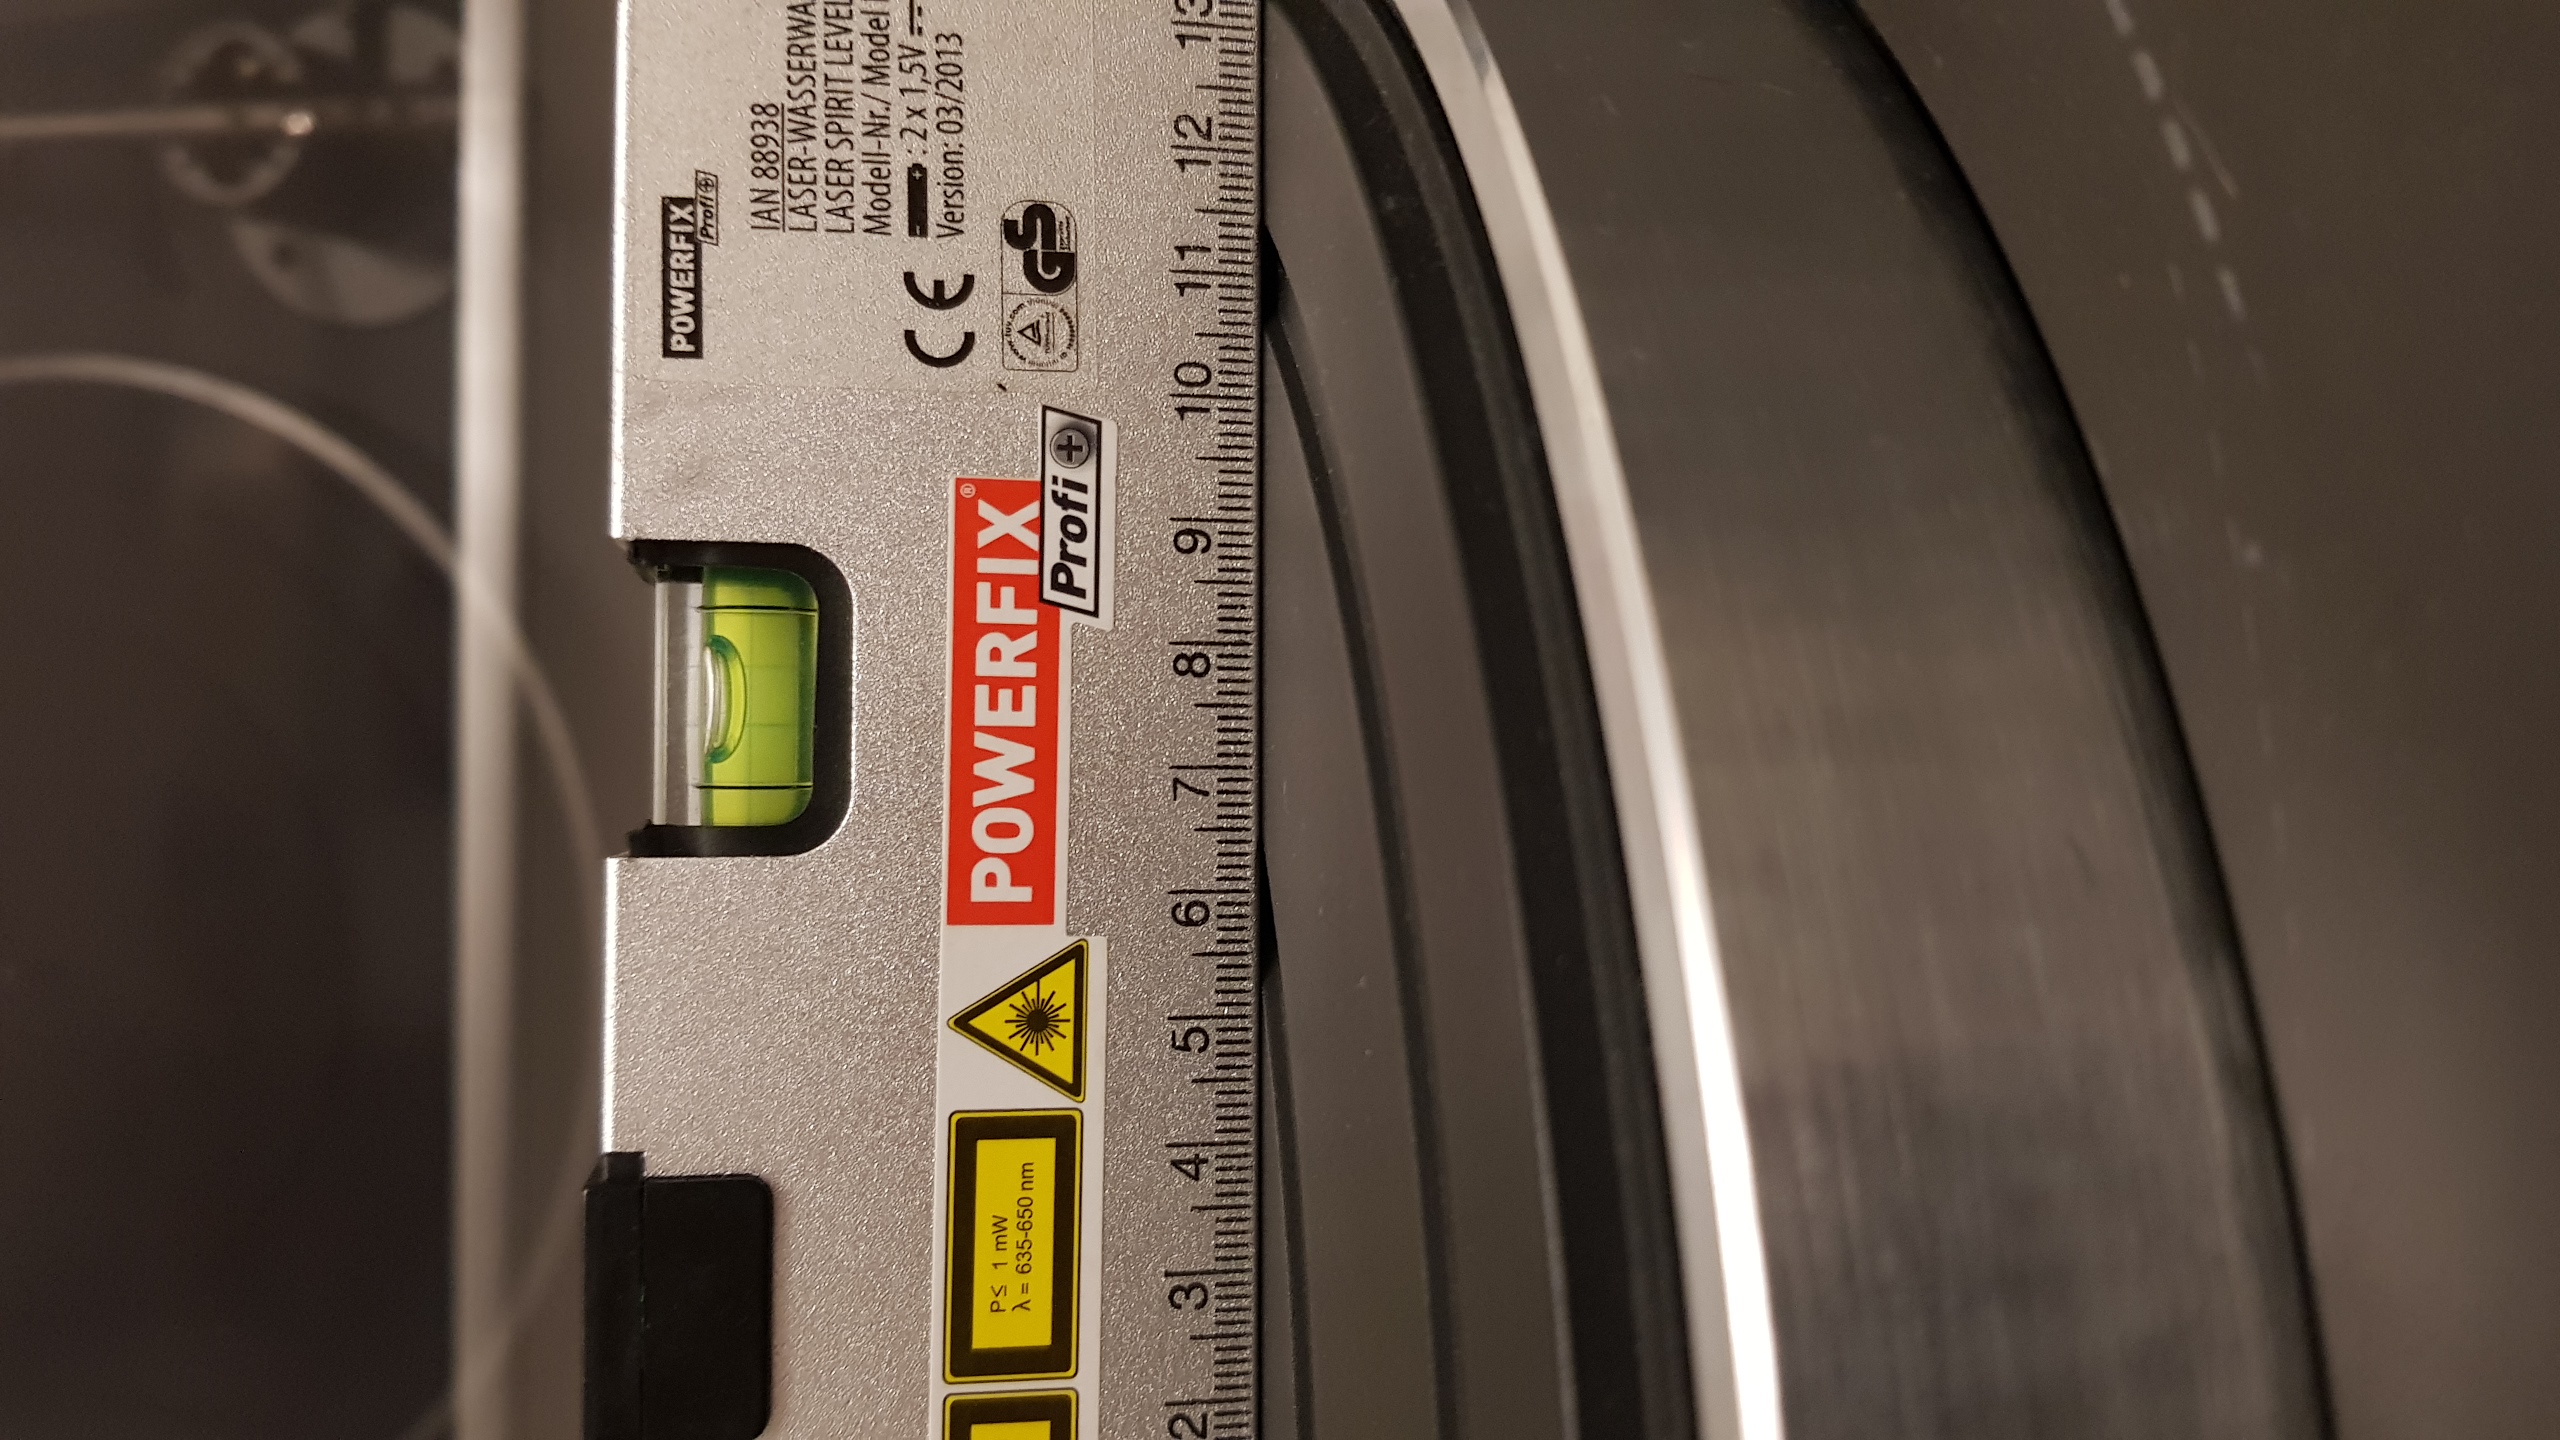 POWERFIX
Profi
IAN 88938
LASER-WASSERWA
LASER SPIRIT LEVEL
Modell-Nr./ Model
: 2 x 1,5V
Version: 03/2013
CE
GS
POWERFIX®
Profi
P≤ 1 mW
λ = 635-650 nm
2 3 4 5 6 7 8 9 10 11 12 13